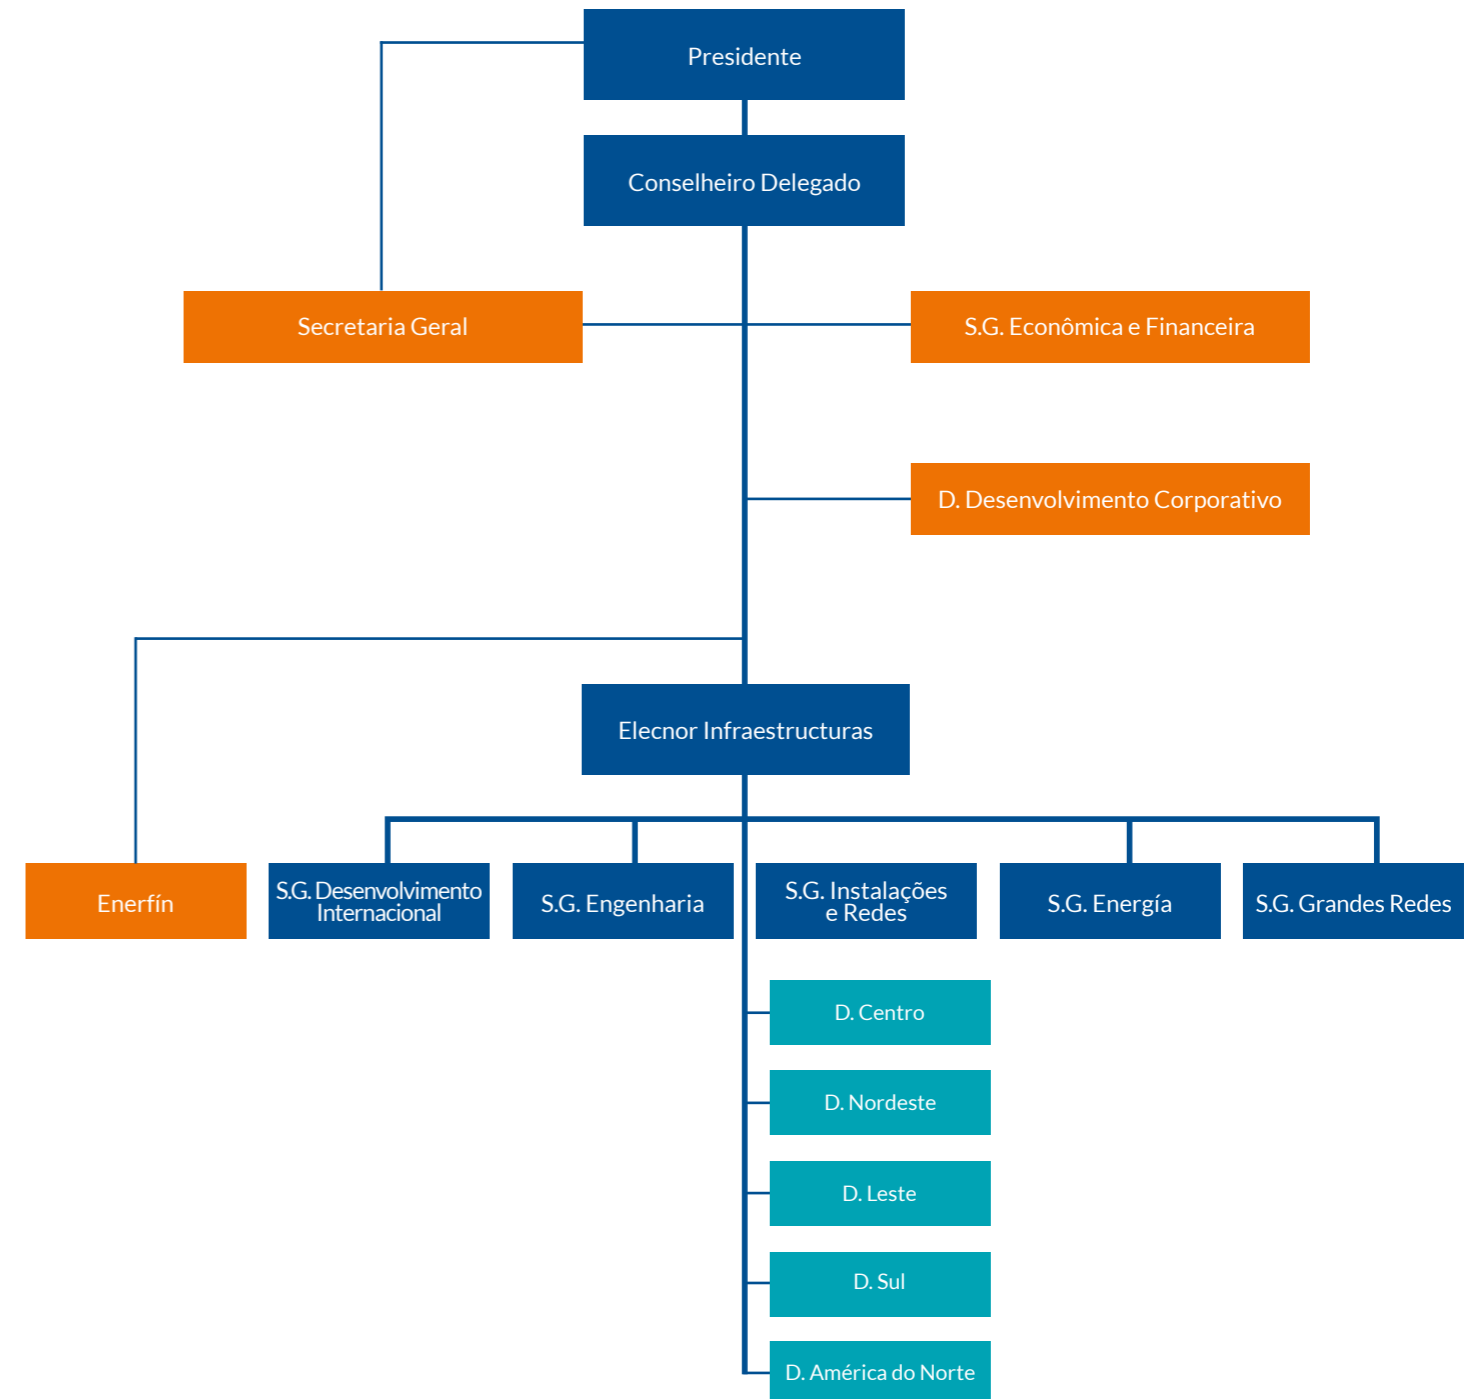 Presidente
Conselheiro Delegado
Secretaria Geral
S.G. Econômica e Financeira
D. Desenvolvimento Corporativo
Elecnor Infraestructuras
Enerfín
S.G. Desenvolvimento
Internacional
S.G. Engenharia
S.G. Instalações
e Redes
S.G. Energía
S.G. Grandes Redes
D. Centro
D. Nordeste
D. Leste
D. Sul
D. América do Norte